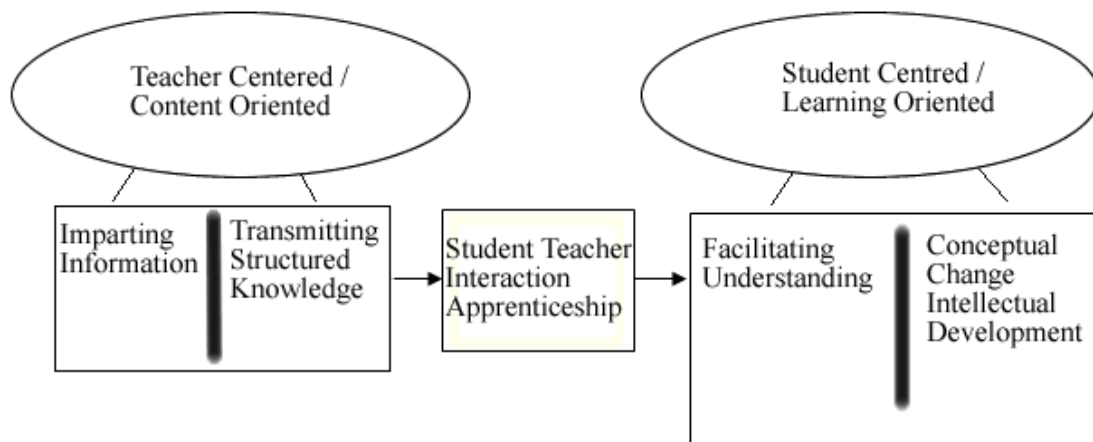 Teacher Centered /
Content Oriented
Student Centred /
Learning Oriented
Imparting
Information
Transmitting
Structured
Knowledge
Student Teacher
Interaction
Apprenticeship
Facilitating
Understanding
Conceptual
Change
Intellectual
Development